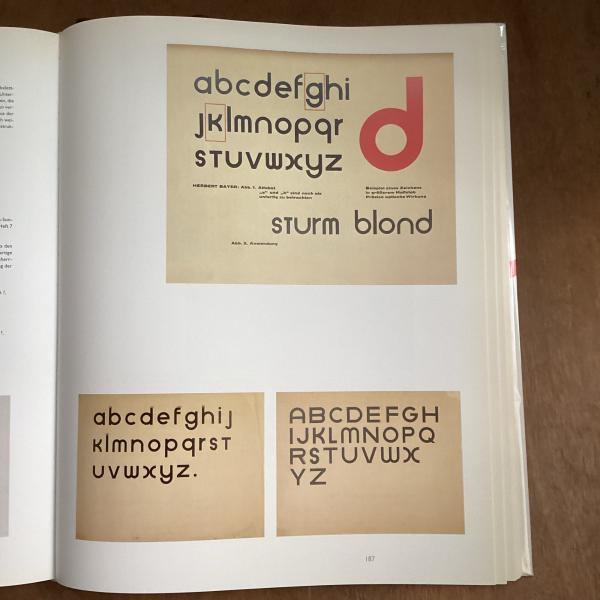 abcdefghi
jklmnopqr
sTuvwxyz
d
HERBERT BAYER: Abb. 1. Alfabet
„g“ und „k“ sind noch als
unfertig zu betrachten
Beispiel eines Zeichens
in größerem Maßstab
Präzise optische Wirkung
sTurm blond
Abb. 2. Anwendung
abcdefghij
klmnopqrsT
uvwxyz.
ABCDEFGH
IJKLMNOPQ
RSTUVWX
YZ
187